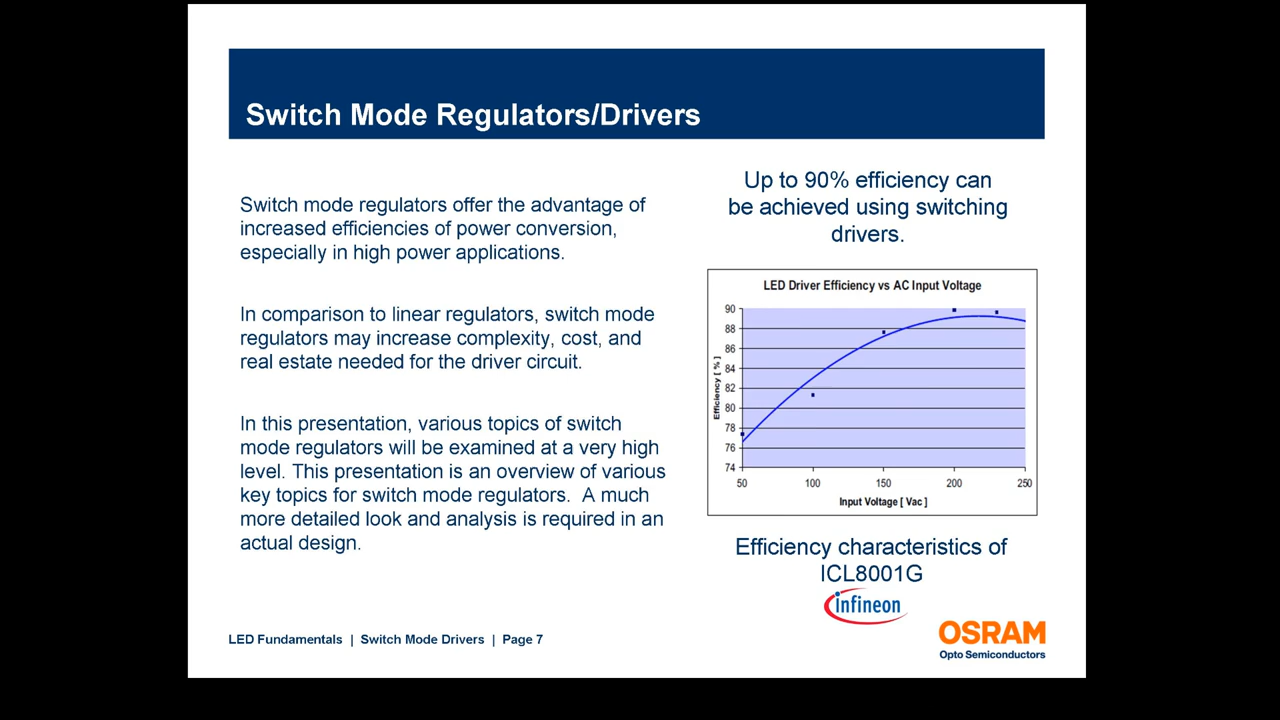 Switch Mode Regulators/Drivers
Switch mode regulators offer the advantage of
increased efficiencies of power conversion,
especially in high power applications.
In comparison to linear regulators, switch mode
regulators may increase complexity, cost, and
real estate needed for the driver circuit.
In this presentation, various topics of switch
mode regulators will be examined at a very high
level. This presentation is an overview of various
key topics for switch mode regulators.  A much
more detailed look and analysis is required in an
actual design.
Up to 90% efficiency can
be achieved using switching
drivers.
LED Driver Efficiency vs AC Input Voltage
Efficiency [ % ]
90
88
86
84
82
80
78
76
74
50 100 150 200 250
Input Voltage [ Vac ]
Efficiency characteristics of
ICL8001G
infineon
LED Fundamentals | Switch Mode Drivers | Page 7
OSRAM
Opto Semiconductors